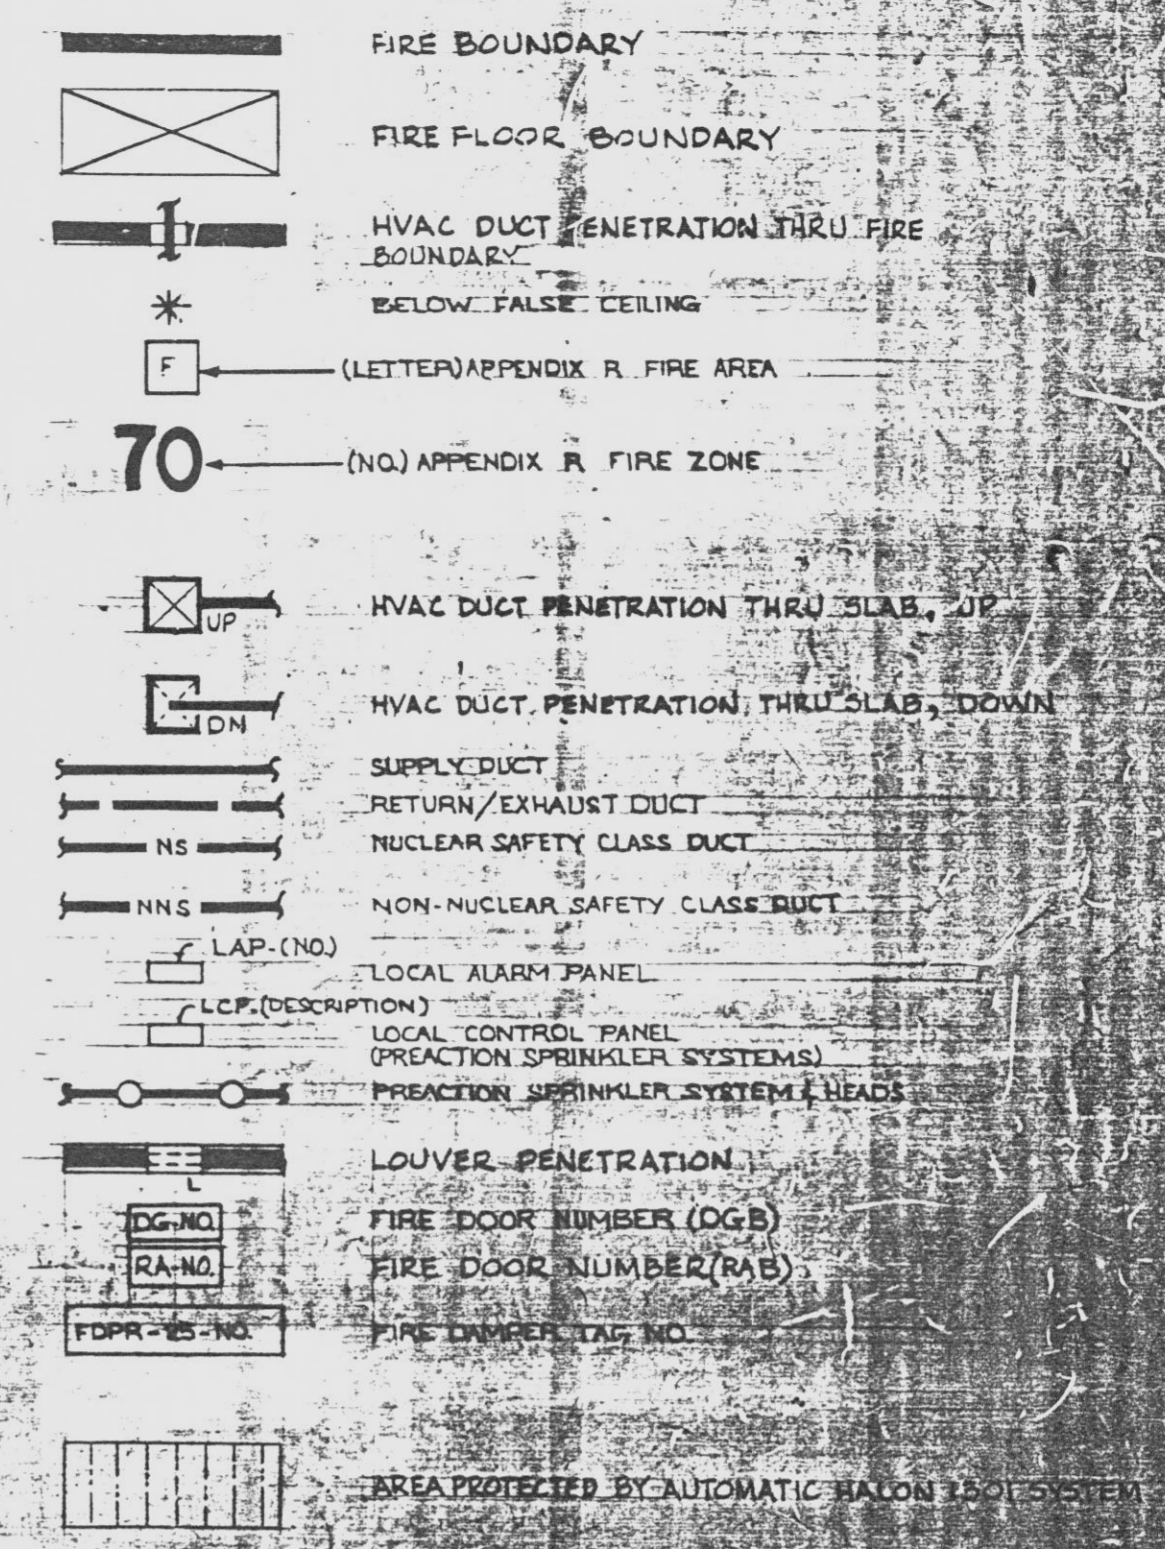 FIRE BOUNDARY
FIRE FLOOR BOUNDARY
HVAC DUCT PENETRATION THRU FIRE
BOUNDARY
BELOW FALSE CEILING
F (LETTER) APPENDIX R FIRE AREA
70 (NO.) APPENDIX R FIRE ZONE
UP HVAC DUCT PENETRATION THRU SLAB, UP
DN HVAC DUCT PENETRATION, THRU SLAB, DOWN
SUPPLY DUCT
RETURN/EXHAUST DUCT
NS NUCLEAR SAFETY CLASS DUCT
NNS NON-NUCLEAR SAFETY CLASS DUCT
LAP-(NO.)
LOCAL ALARM PANEL
LCP-(DESCRIPTION)
LOCAL CONTROL PANEL
(PREACTION SPRINKLER SYSTEMS)
PREACTION SPRINKLER SYSTEM & HEADS
LOUVER PENETRATION
L
DG-NO. FIRE DOOR NUMBER (DGB)
RA-NO. FIRE DOOR NUMBER (RAB)
FDPR-25-NO. FIRE DAMPER TAG NO.
AREA PROTECTED BY AUTOMATIC HALON 1301 SYSTEM